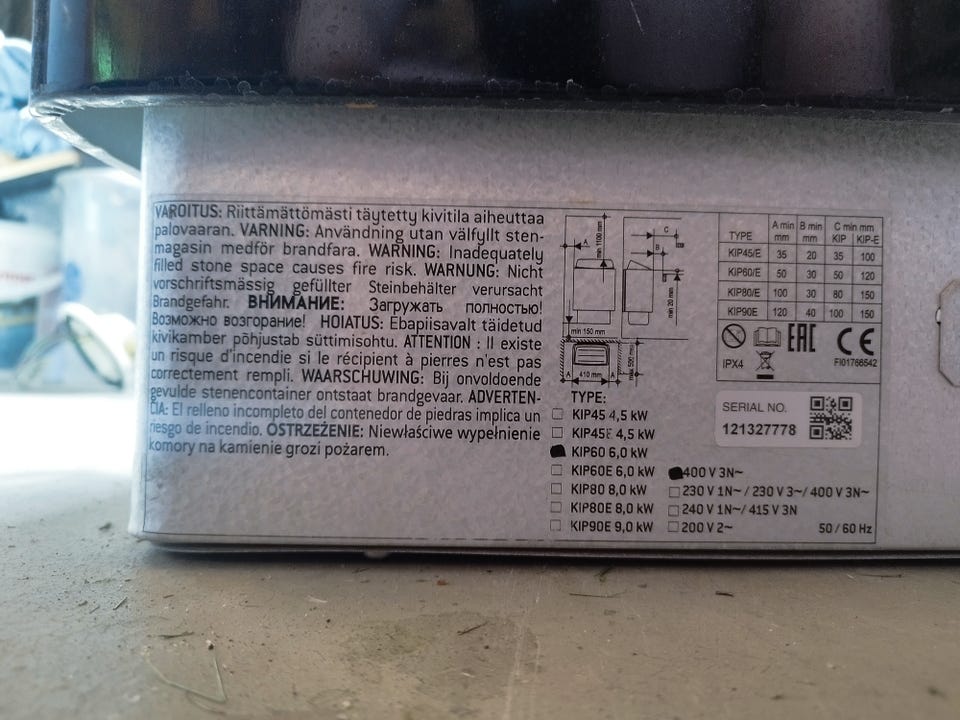 VAROITUS: Riittämättömästi täytetty kivitila aiheuttaa
palovaaran. VARNING: Användning utan välfyllt sten-
magasin medför brandfara. WARNING: Inadequately
filled stone space causes fire risk. WARNUNG: Nicht
vorschriftsmässig gefüllter Steinbehälter verursacht
Brandgefahr. ВНИМАНИЕ: Загружать полностью!
Возможно возгорание! HOIATUS: Ebapiisavalt täidetud
kivikamber põhjustab süttimisohtu. ATTENTION : Il existe
un risque d'incendie si le récipient à pierres n'est pas
correctement rempli. WAARSCHUWING: Bij onvoldoende
gevulde stenencontainer ontstaat brandgevaar. ADVERTEN-
CIA: El relleno incompleto del contenedor de piedras implica un
riesgo de incendio. OSTRZEŻENIE: Niewłaściwe wypełnienie
komory na kamienie grozi pożarem.
min 1100 mm
A
C
B
min 20 mm
min 150 mm
A 410 mm A
TYPE:
KIP45 4,5 kW
KIP45E 4,5 kW
KIP60 6,0 kW
KIP60E 6,0 kW
KIP80 8,0 kW
KIP80E 8,0 kW
KIP90E 9,0 kW
TYPE A min mm B min mm C min mm KIP KIP-E
KIP45/E 35 20 35 100
KIP60/E 50 30 50 120
KIP80/E 100 30 80 150
KIP90E 120 40 100 150
EAC CE
IPX4 FI01766542
SERIAL NO.
121327778
400 V 3N~
230 V 1N~ / 230 V 3~/ 400 V 3N~
240 V 1N~/ 415 V 3N
200 V 2~ 50 / 60 Hz